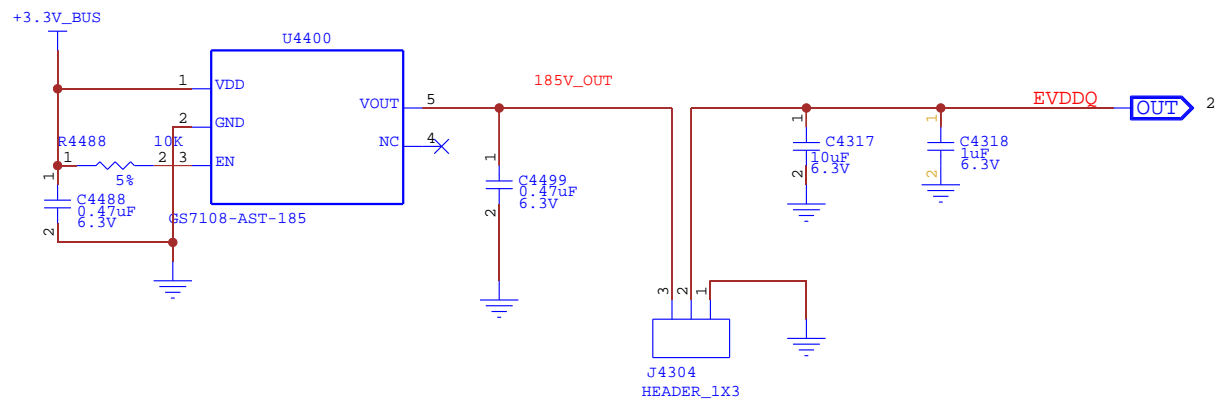 +3.3V_BUS
U4400
185V_OUT
1
VDD
VOUT
5
EVDDQ
OUT
2
2
GND
NC
4
R4488
10K
1
2
3
EN
5%
1
C4488
0.47uF
6.3V
2
GS7108-AST-185
1
C4499
0.47uF
6.3V
2
1
C4317
10uF
6.3V
2
1
C4318
1uF
6.3V
2
3
2
1
J4304
HEADER_1X3